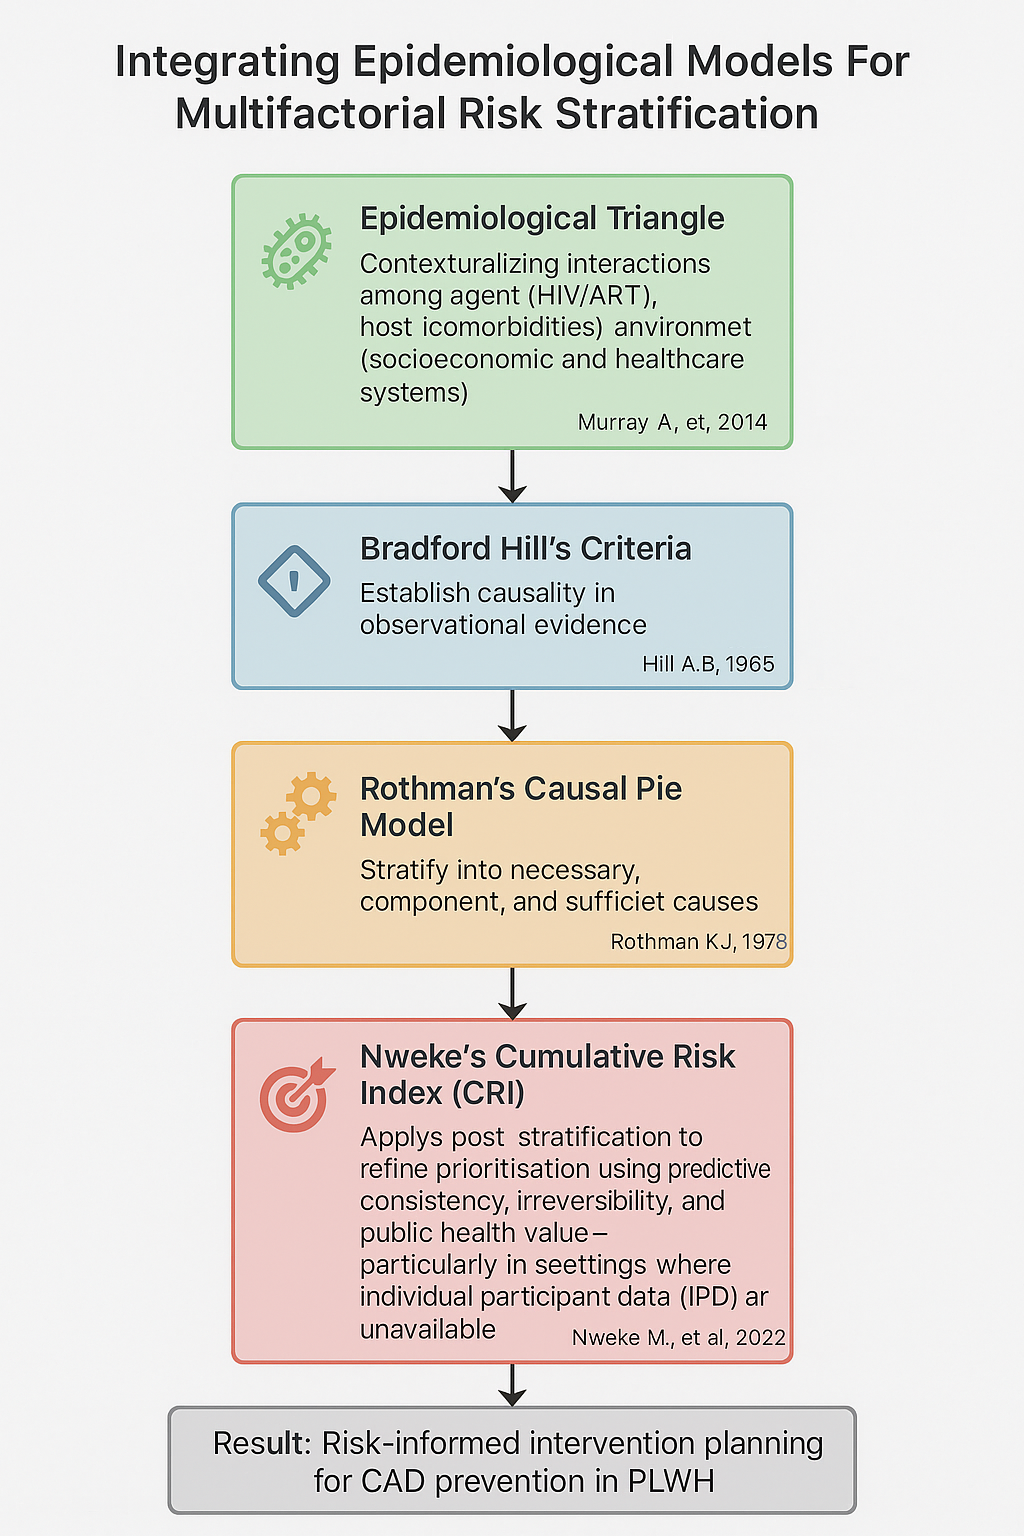 Integrating Epidemiological Models For
Multifactorial Risk Stratification
Epidemiological Triangle
Contexturalizing interactions
among agent (HIV/ART),
host icomorbidities) anvironmet
(socioeconomic and healthcare
systems)
Murray A, et, 2014
Bradford Hill's Criteria
Establish causality in
observational evidence
Hill A.B, 1965
Rothman's Causal Pie
Model
Stratify into necessary,
component, and sufficiet causes
Rothman KJ, 1978
Nweke's Cumulative Risk
Index (CRI)
Applys post stratification to
refine prioritisation using predictive
consistency, irreversibility, and
public health value–
particularly in seettings where
individual participant data (IPD) ar
unavailable
Nweke M., et al, 2022
Result: Risk-informed intervention planning
for CAD prevention in PLWH